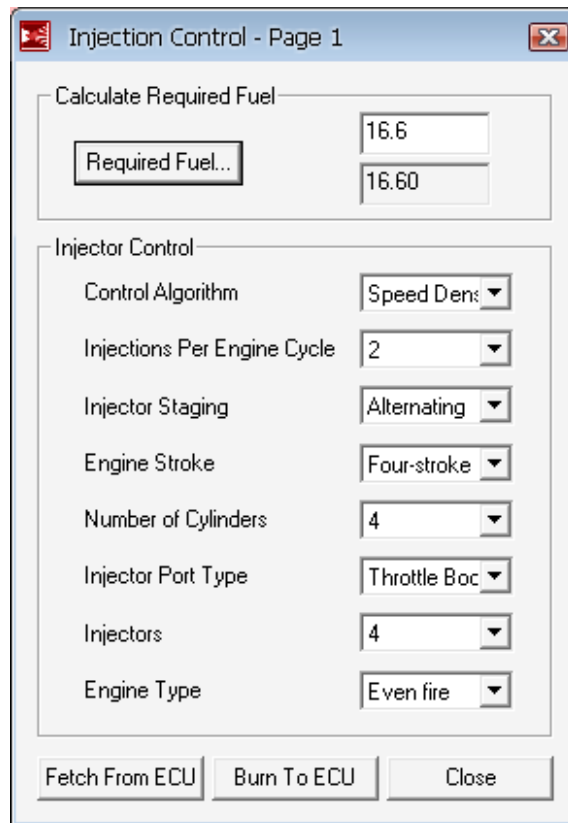 Injection Control - Page 1
Calculate Required Fuel
16.6
Required Fuel...
16.60
Injector Control
Control Algorithm Speed Dens
Injections Per Engine Cycle 2
Injector Staging Alternating
Engine Stroke Four-stroke
Number of Cylinders 4
Injector Port Type Throttle Boc
Injectors 4
Engine Type Even fire
Fetch From ECU Burn To ECU Close